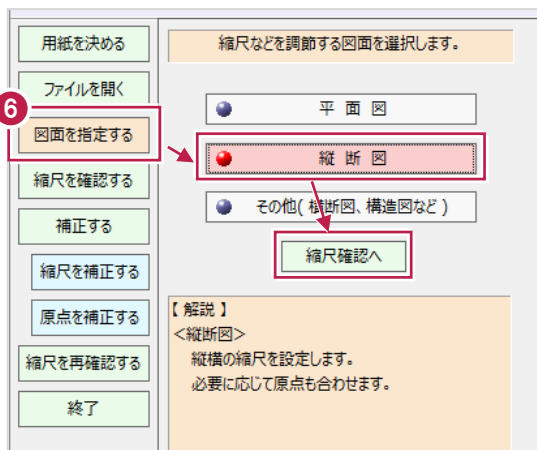 用紙を決める
ファイルを開く
6
図面を指定する
縮尺を確認する
補正する
縮尺を補正する
原点を補正する
縮尺を再確認する
終了
縮尺などを調節する図面を選択します。
平 面 図
縦 断 図
その他( 横断図、構造図など )
縮尺確認へ
【 解説 】
<縦断図>
縦横の縮尺を設定します。
必要に応じて原点も合わせます。